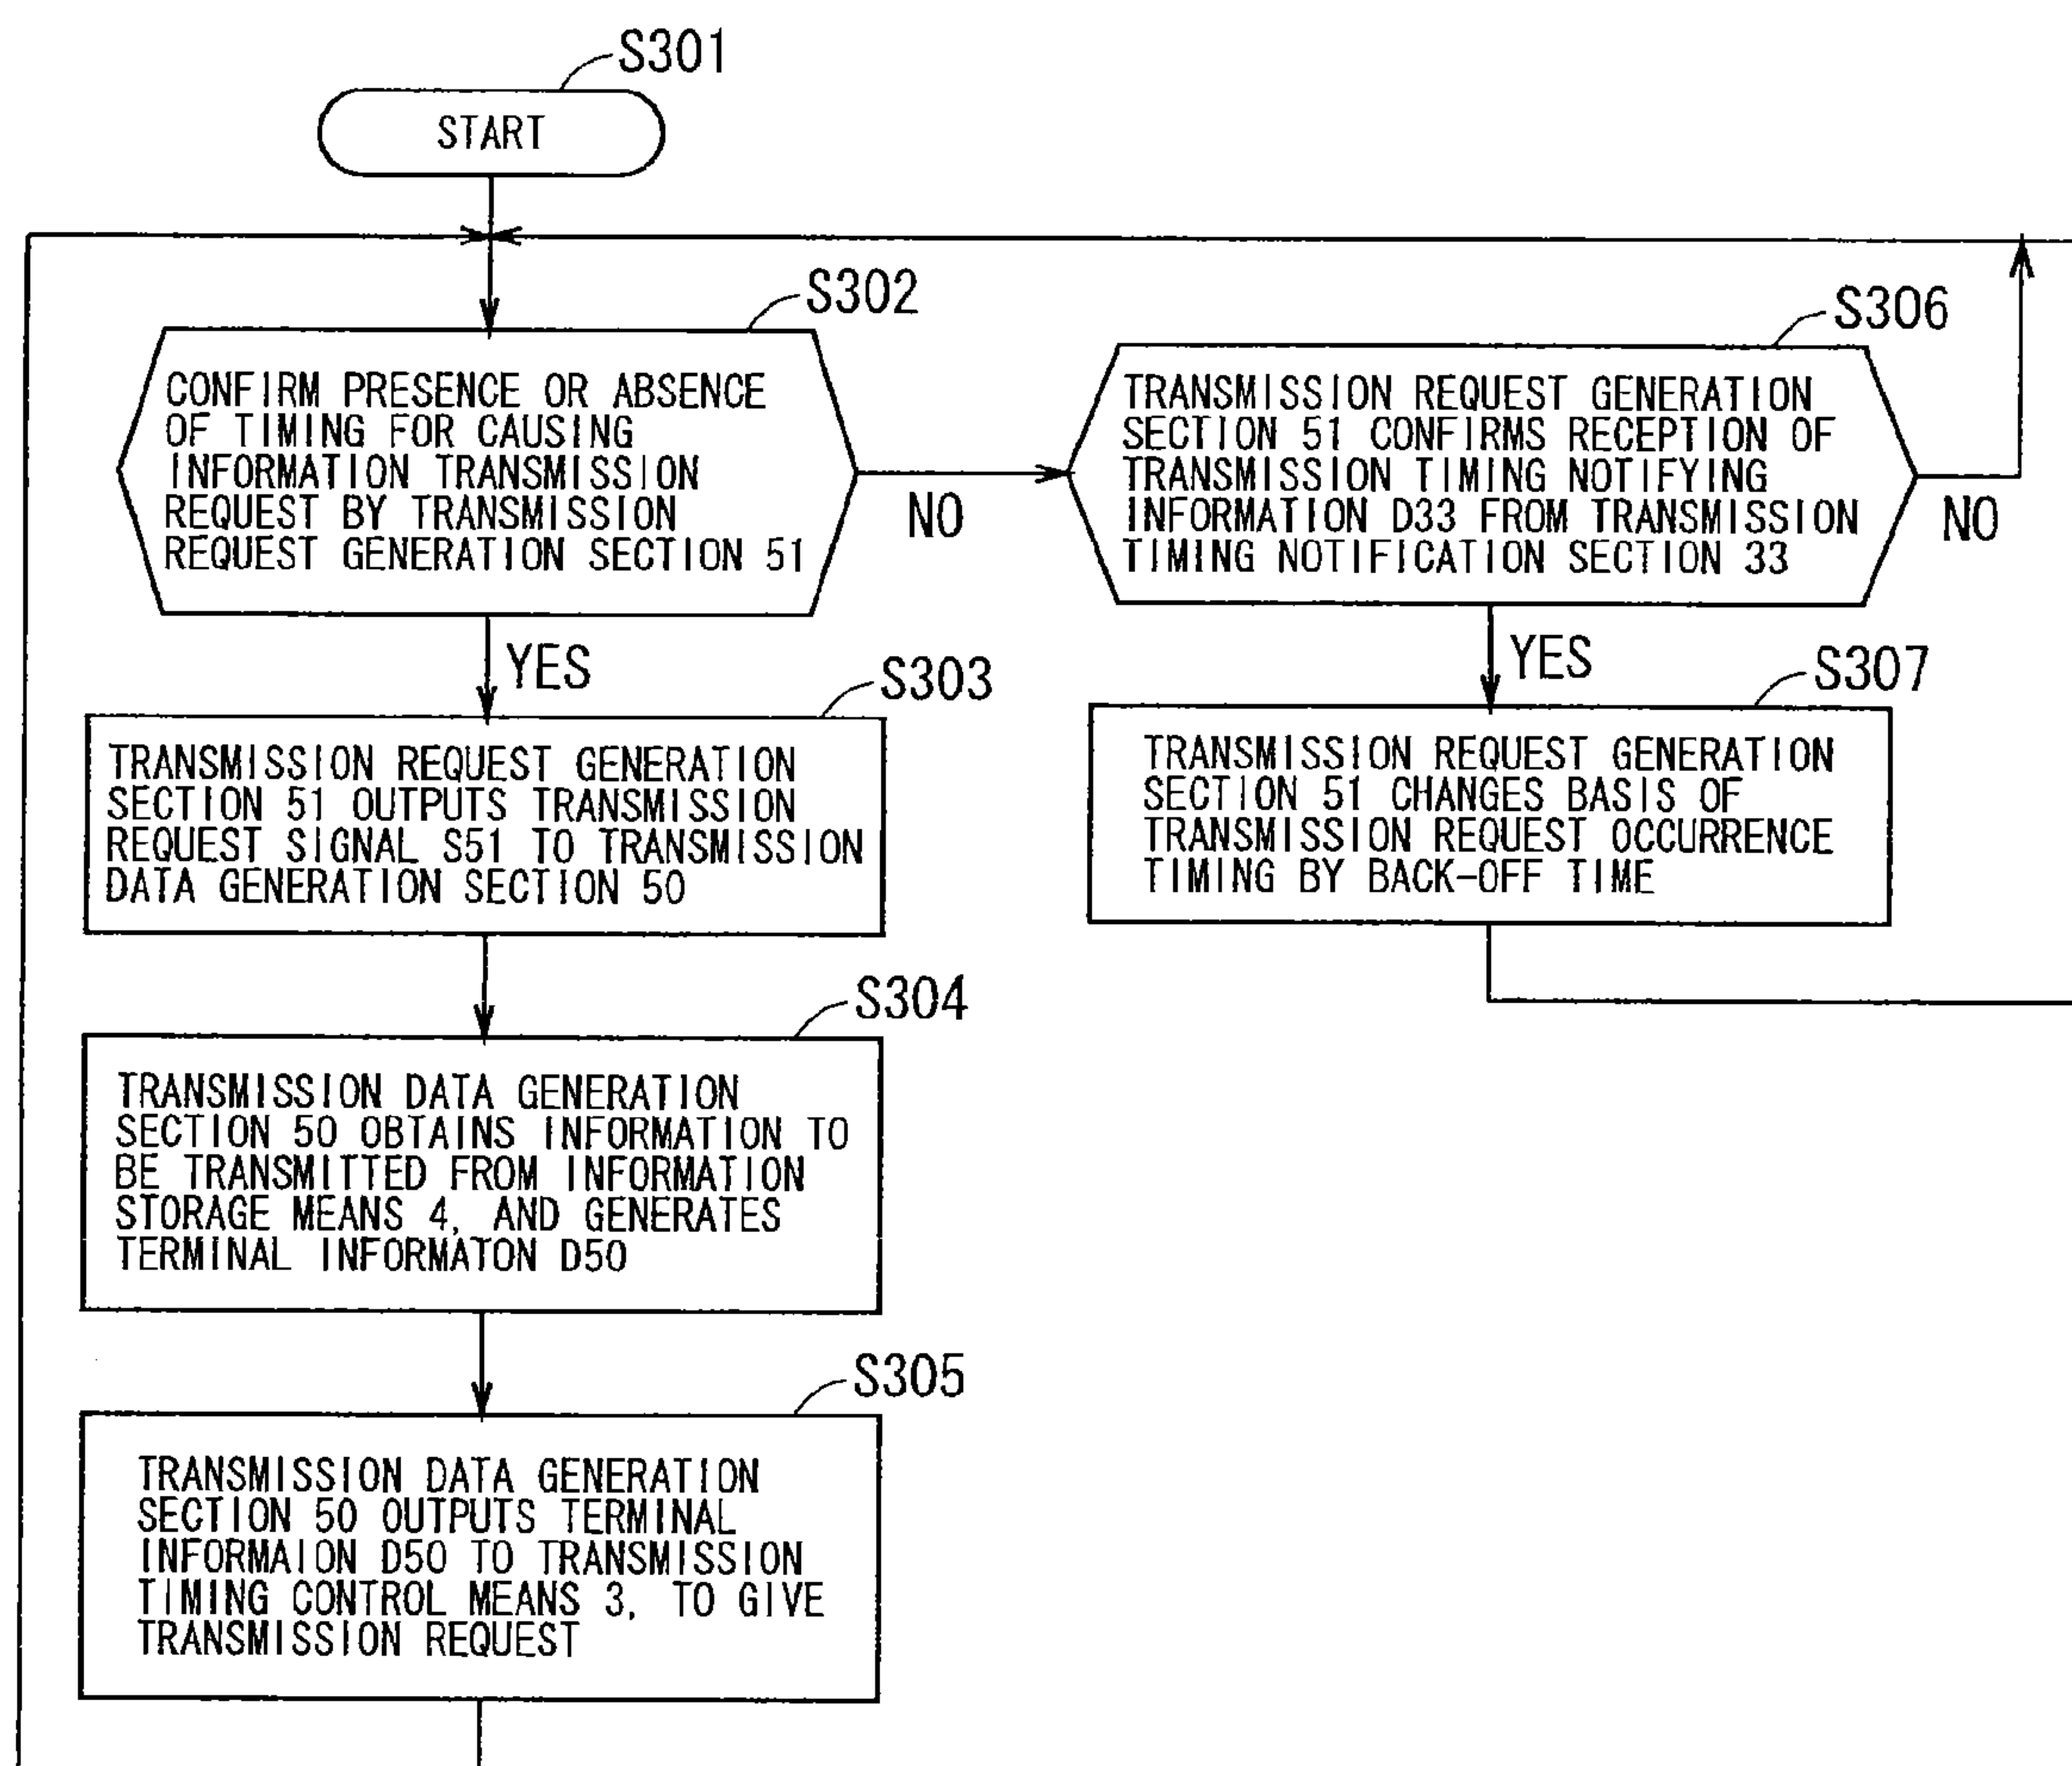 S301
START
S302
CONFIRM PRESENCE OR ABSENCE
OF TIMING FOR CAUSING
INFORMATION TRANSMISSION
REQUEST BY TRANSMISSION
REQUEST GENERATION SECTION 51
NO
YES
S306
TRANSMISSION REQUEST GENERATION
SECTION 51 CONFIRMS RECEPTION OF
TRANSMISSION TIMING NOTIFYING
INFORMATION D33 FROM TRANSMISSION
TIMING NOTIFICATION SECTION 33
NO
YES
S303
TRANSMISSION REQUEST GENERATION
SECTION 51 OUTPUTS TRANSMISSION
REQUEST SIGNAL S51 TO TRANSMISSION
DATA GENERATION SECTION 50
S307
TRANSMISSION REQUEST GENERATION
SECTION 51 CHANGES BASIS OF
TRANSMISSION REQUEST OCCURRENCE
TIMING BY BACK-OFF TIME
S304
TRANSMISSION DATA GENERATION
SECTION 50 OBTAINS INFORMATION TO
BE TRANSMITTED FROM INFORMATION
STORAGE MEANS 4, AND GENERATES
TERMINAL INFORMATON D50
S305
TRANSMISSION DATA GENERATION
SECTION 50 OUTPUTS TERMINAL
INFORMAION D50 TO TRANSMISSION
TIMING CONTROL MEANS 3, TO GIVE
TRANSMISSION REQUEST